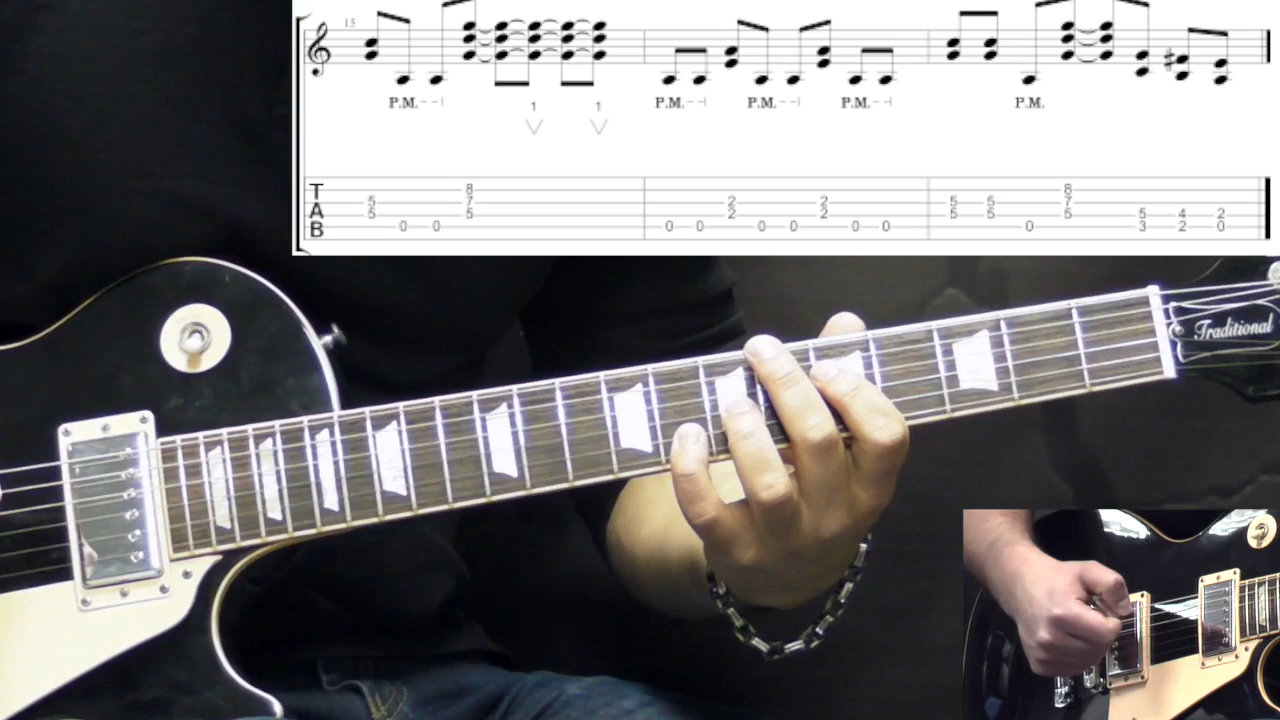 15
P.M. 1 1 P.M. P.M. P.M. P.M.
T
A
B
8 8
5 7 2 2 5 5 7
5 5 2 2 5 5 5 5 4 2
0 0 0 0 0 0 0 0 0 3 2 0
Traditional